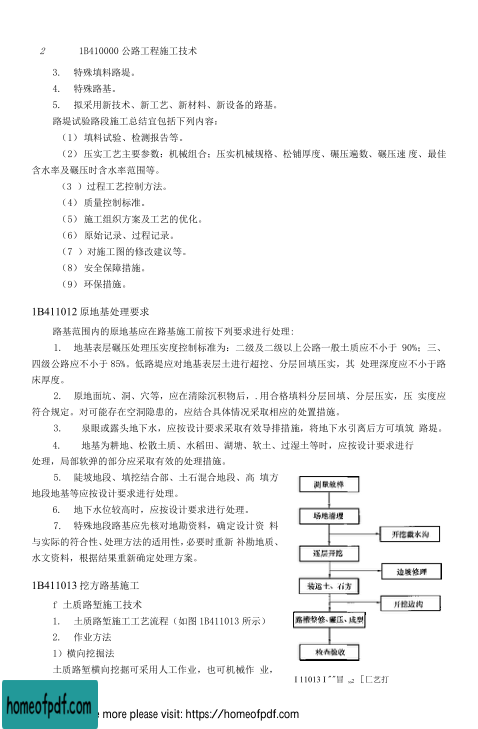 2 1B410000 公路工程施工技术
3. 特殊填料路堤。
4. 特殊路基。
5. 拟采用新技术、新工艺、新材料、新设备的路基。
路堤试验路段施工总结宜包括下列内容：
（1）填料试验、检测报告等。
（2）压实工艺主要参数：机械组合；压实机械规格、松铺厚度、碾压遍数、碾压速 度、最佳
含水率及碾压时含水率范围等。
（3 ）过程工艺控制方法。
（4）质量控制标准。
（5）施工组织方案及工艺的优化。
（6）原始记录、过程记录。
（7 ）对施工图的修改建议等。
（8）安全保障措施。
（9）环保措施。
1B411012 原地基处理要求
路基范围内的原地基应在路基施工前按下列要求进行处理:
1. 地基表层碾压处理压实度控制标准为：二级及二级以上公路一般土质应不小于 90%；三、
四级公路应不小于 85%。低路堤应对地基表层土进行超挖、分层回填压实，其 处理深度应不小于路
床厚度。
2. 原地面坑、洞、穴等，应在清除沉积物后，.用合格填料分层回填、分层压实，压 实度应
符合规定。对可能存在空洞隐患的，应结合具体情况采取相应的处置措施。
3. 泉眼或露头地下水，应按设计要求采取有效导排措施，将地下水引离后方可填筑 路堤。
4. 地基为耕地、松散土质、水稻田、湖塘、软土、过湿土等时，应按设计要求进行
处理，局部软弹的部分应采取有效的处理措施。
5. 陡坡地段、填挖结合部、土石混合地段、高 填方
地段地基等应按设计要求进行处理。
6. 地下水位较高时，应按设计要求进行处理。
7. 特殊地段路基应先核对地勘资料，确定设计资 料
与实际的符合性、处理方法的适用性，必要时重新 补勘地质、
水文资料，根据结果重新确定处理方案。
1B411013 挖方路基施工
f 土质路堑施工技术
1. 土质路堑施工工艺流程（如图 1B411013 所示）
2. 作业方法
1）横向挖掘法
土质路堑横向挖掘可采用人工作业，也可机械作 业，
测量放样
场地清理
开挖截水沟
逐层开挖
边坡修理
装运土、石方
开挖边沟
路槽整修、碾压、成型
检查验收
homeofpdf.com
e more please visit: https://homeofpdf.com